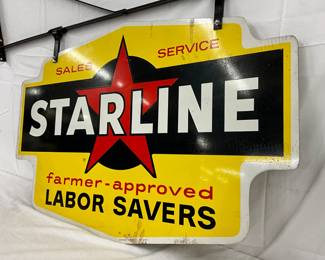 SALES SERVICE
STARLINE
farmer-approved
LABOR SAVERS